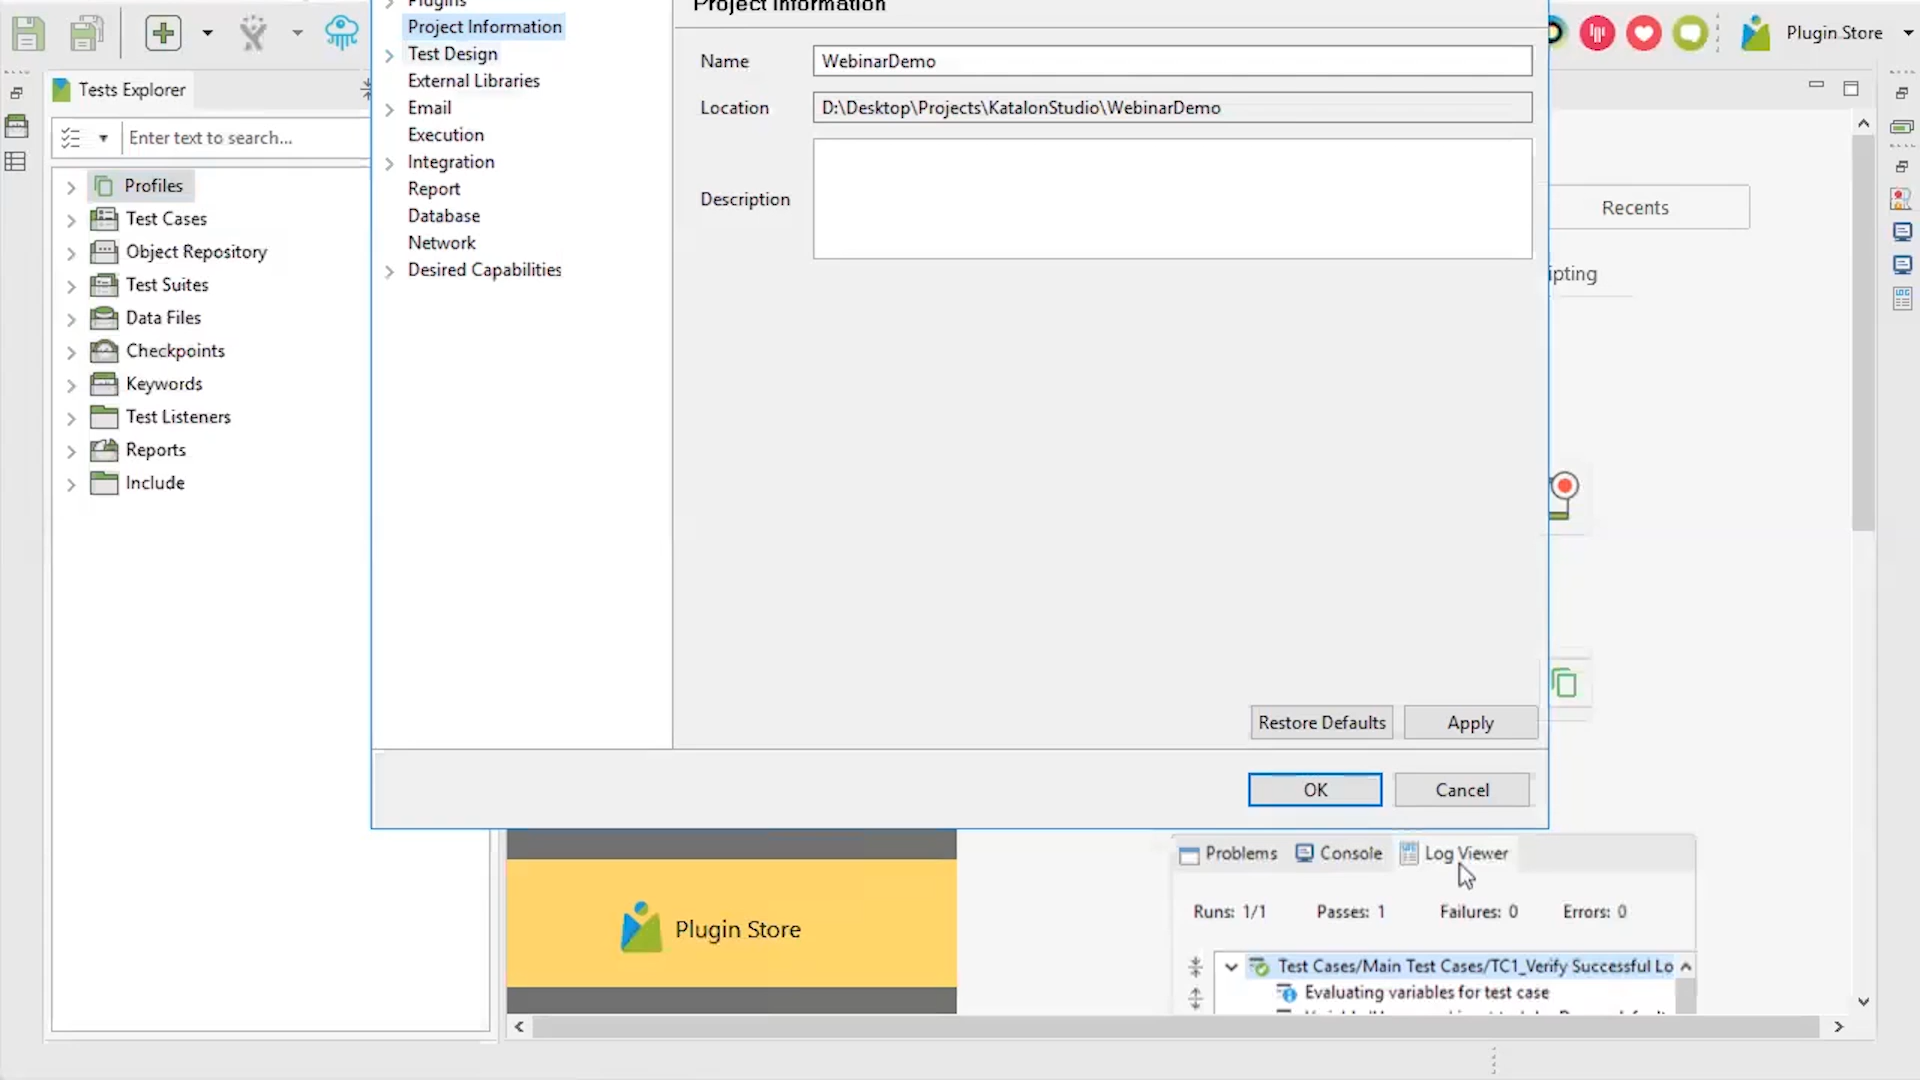 Plugins
Project Information
Test Design
External Libraries
Email
Execution
Integration
Report
Database
Network
Desired Capabilities
Project Information
Name
WebinarDemo
Location
D:\Desktop\Projects\KatalonStudio\WebinarDemo
Description
Restore Defaults
Apply
OK
Cancel
Plugin Store
Tests Explorer
Enter text to search...
Profiles
Test Cases
Object Repository
Test Suites
Data Files
Checkpoints
Keywords
Test Listeners
Reports
Include
Recents
ipting
Plugin Store
Problems
Console
Log Viewer
Runs: 1/1
Passes: 1
Failures: 0
Errors: 0
Test Cases/Main Test Cases/TC1_Verify Successful Lo
Evaluating variables for test case